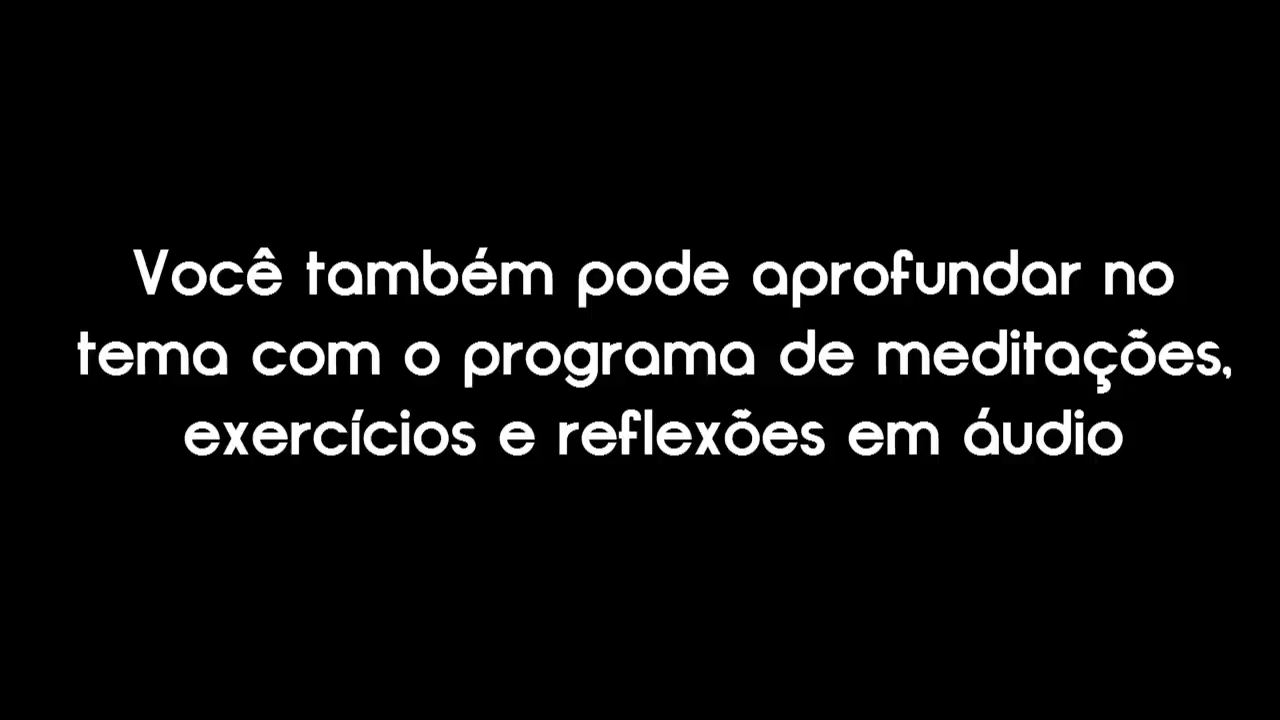 Você também pode aprofundar no
tema com o programa de meditações,
exercícios e reflexões em áudio